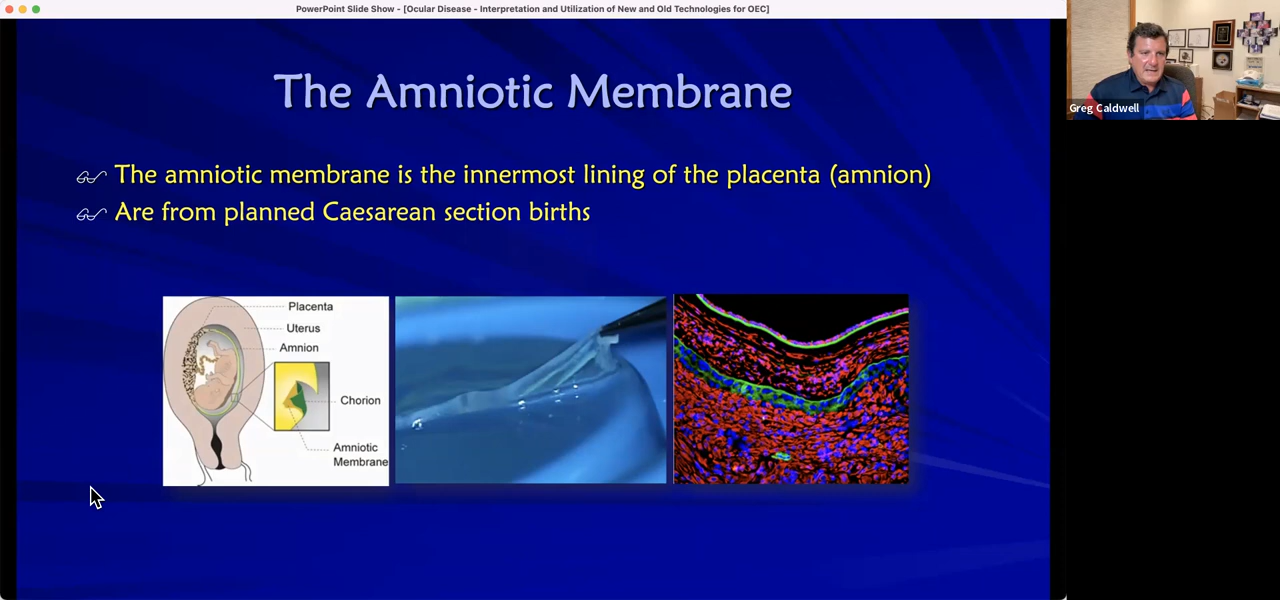 PowerPoint Slide Show - [Ocular Disease - Interpretation and Utilization of New and Old Technologies for OEC]
The Amniotic Membrane
The amniotic membrane is the innermost lining of the placenta (amnion)
Are from planned Caesarean section births
Placenta
Uterus
Amnion
Chorion
Amniotic
Membrane
Greg Caldwell